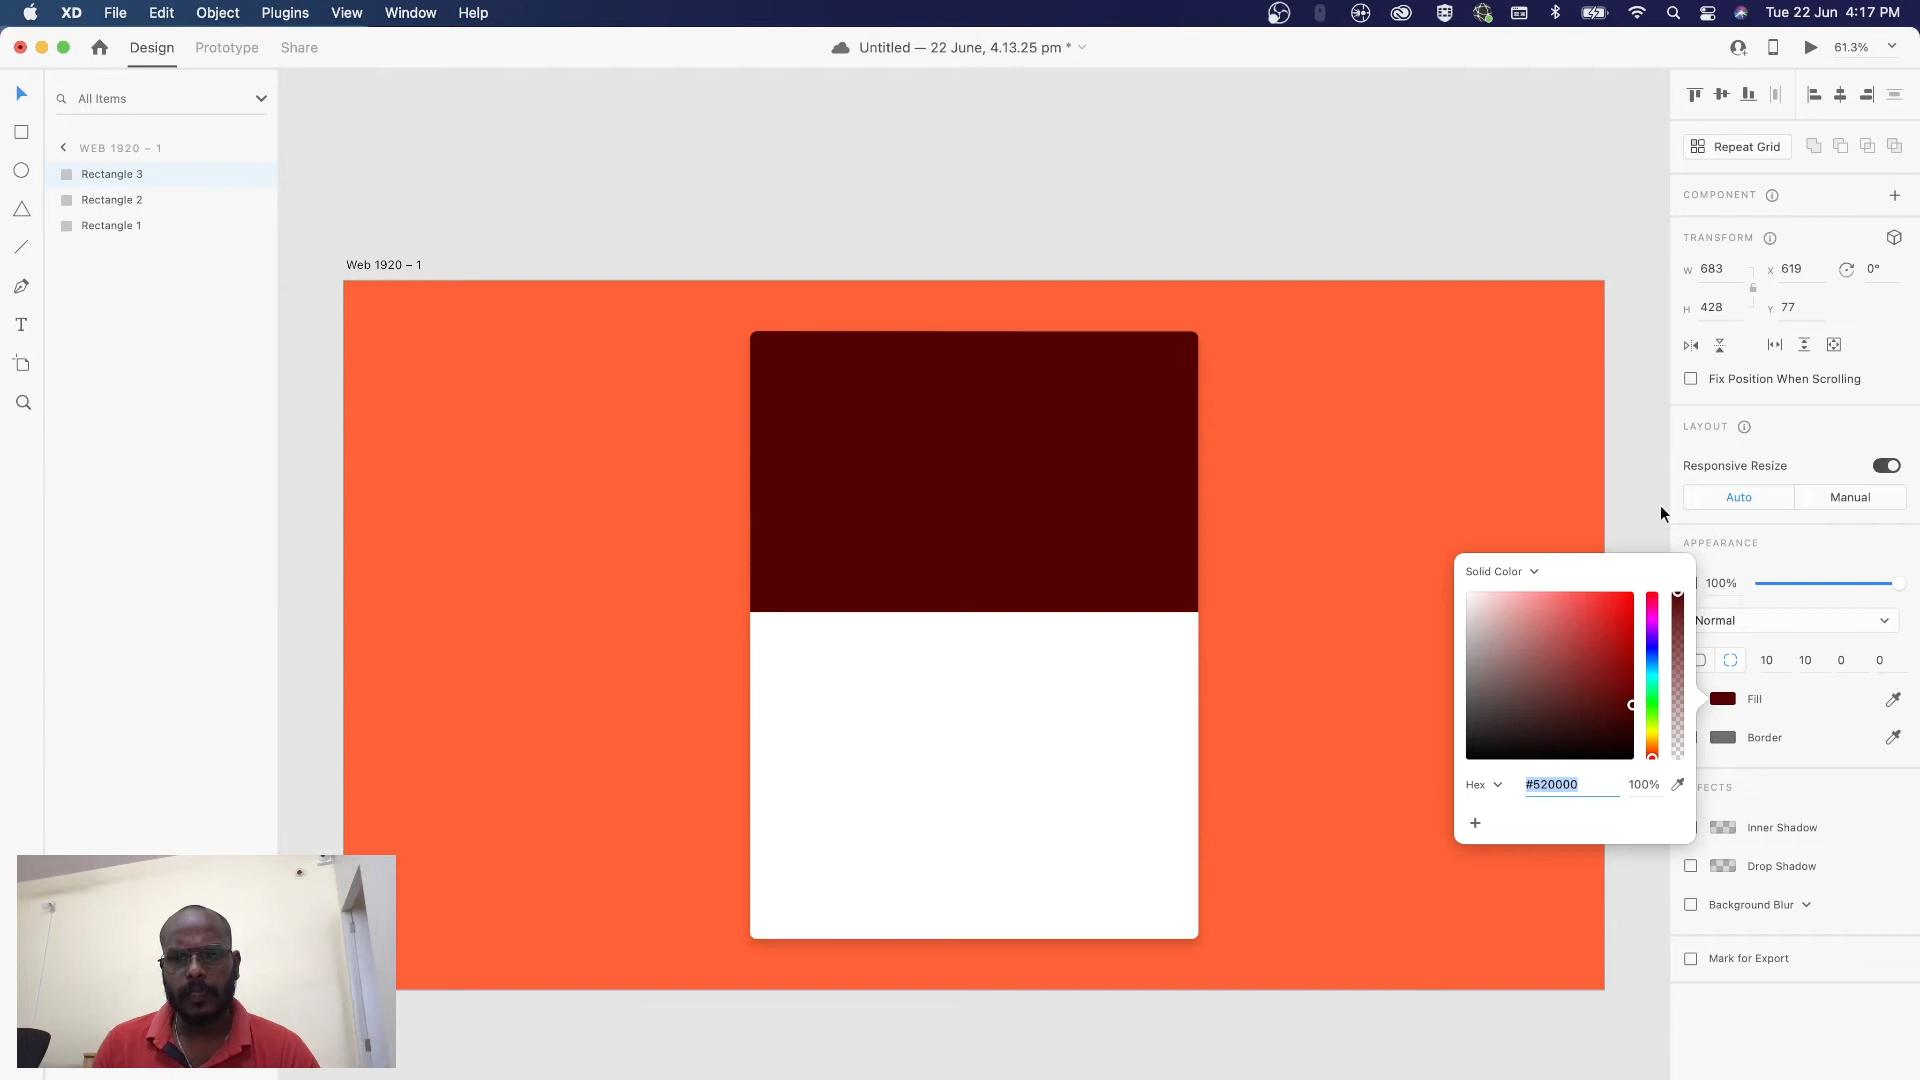 XD File Edit Object Plugins View Window Help Tue 22 Jun 4:17 PM
Design Prototype Share Untitled — 22 June, 4.13.25 pm * 61.3%
All Items
WEB 1920 – 1
Rectangle 3
Rectangle 2
Rectangle 1
Web 1920 – 1
Repeat Grid
COMPONENT
TRANSFORM
W 683 X 619 0°
H 428 Y 77
Fix Position When Scrolling
LAYOUT
Responsive Resize
Auto Manual
APPEARANCE
100%
Normal
10 10 0 0
Fill
Border
Solid Color
Hex #520000 100%
+
FECTS
Inner Shadow
Drop Shadow
Background Blur
Mark for Export